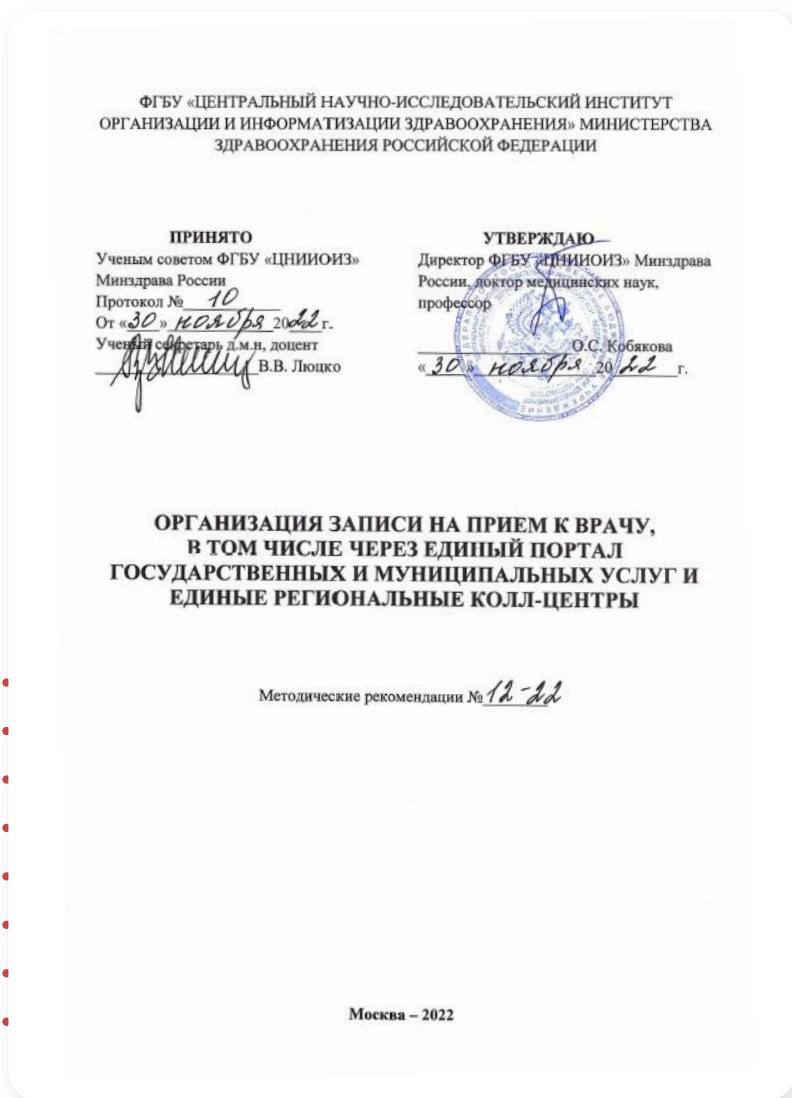 ФГБУ «ЦЕНТРАЛЬНЫЙ НАУЧНО-ИССЛЕДОВАТЕЛЬСКИЙ ИНСТИТУТ
ОРГАНИЗАЦИИ И ИНФОРМАТИЗАЦИИ ЗДРАВООХРАНЕНИЯ» МИНИСТЕРСТВА
ЗДРАВООХРАНЕНИЯ РОССИЙСКОЙ ФЕДЕРАЦИИ
ПРИНЯТО
Ученым советом ФГБУ «ЦНИИОИЗ»
Минздрава России
Протокол № 10
От «30» ноября 2022 г.
Ученый секретарь д.м.н, доцент
В.В. Люцко
УТВЕРЖДАЮ
Директор ФГБУ «ЦНИИОИЗ» Минздрава
России, доктор медицинских наук,
профессор
О.С. Кобякова
«30» ноября 2022 г.
ОРГАНИЗАЦИЯ ЗАПИСИ НА ПРИЕМ К ВРАЧУ,
В ТОМ ЧИСЛЕ ЧЕРЕЗ ЕДИНЫЙ ПОРТАЛ
ГОСУДАРСТВЕННЫХ И МУНИЦИПАЛЬНЫХ УСЛУГ И
ЕДИНЫЕ РЕГИОНАЛЬНЫЕ КОЛЛ-ЦЕНТРЫ
Методические рекомендации № 12-22
Москва – 2022